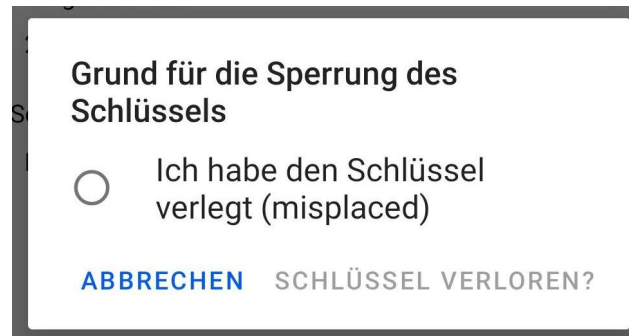 Grund für die Sperrung des
Schlüssels
Ich habe den Schlüssel
verlegt (misplaced)
ABBRECHEN SCHLÜSSEL VERLOREN?